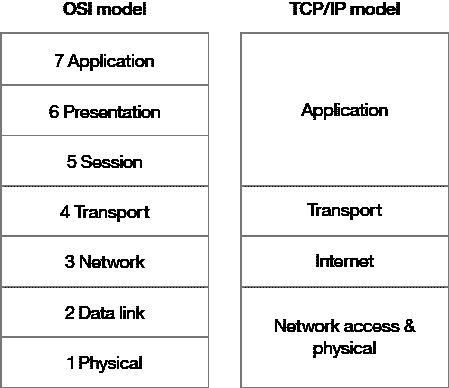 OSI model
7 Application
6 Presentation
5 Session
4 Transport
3 Network
2 Data link
1 Physical
TCP/IP model
Application
Transport
Internet
Network access &
physical